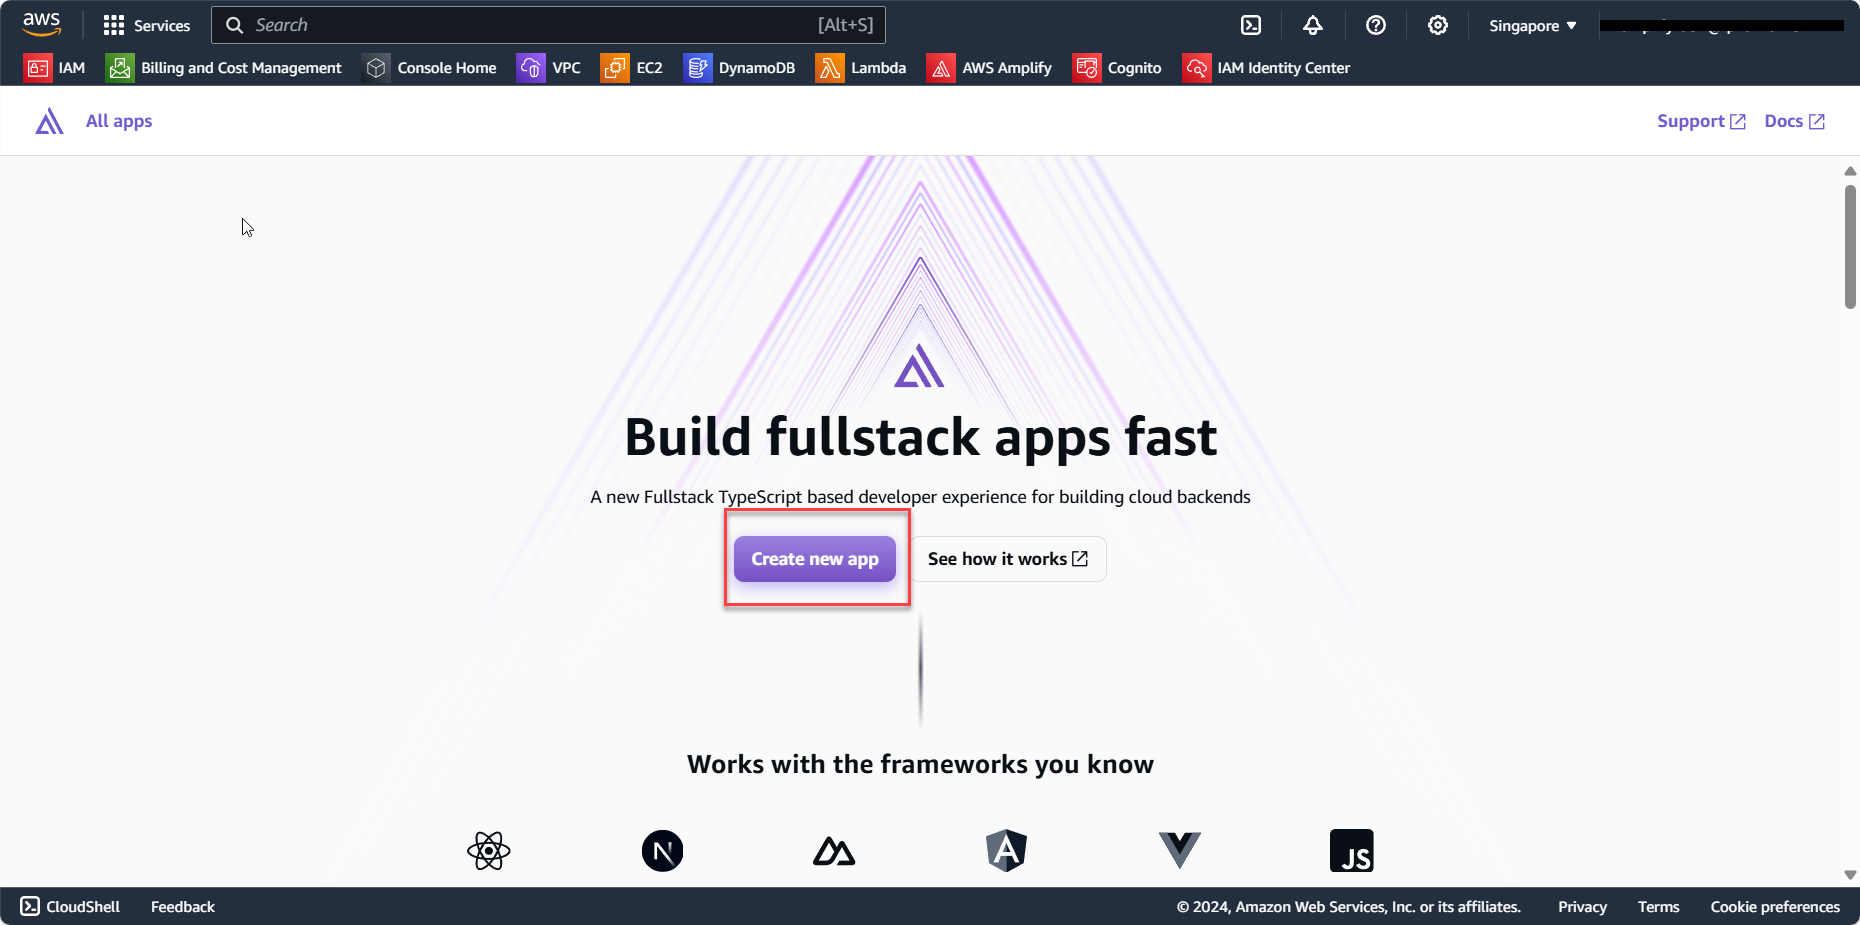 aws
Services
Search
[Alt+S]
Singapore
IAM
Billing and Cost Management
Console Home
VPC
EC2
DynamoDB
Lambda
AWS Amplify
Cognito
IAM Identity Center
All apps
Support
Docs
Build fullstack apps fast
A new Fullstack TypeScript based developer experience for building cloud backends
Create new app
See how it works
Works with the frameworks you know
N
A
JS
CloudShell
Feedback
© 2024, Amazon Web Services, Inc. or its affiliates.
Privacy
Terms
Cookie preferences